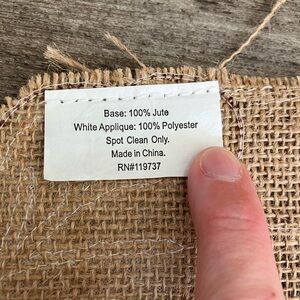 Base: 100% Jute
White Applique: 100% Polyester
Spot Clean Only.
Made in China.
RN#119737